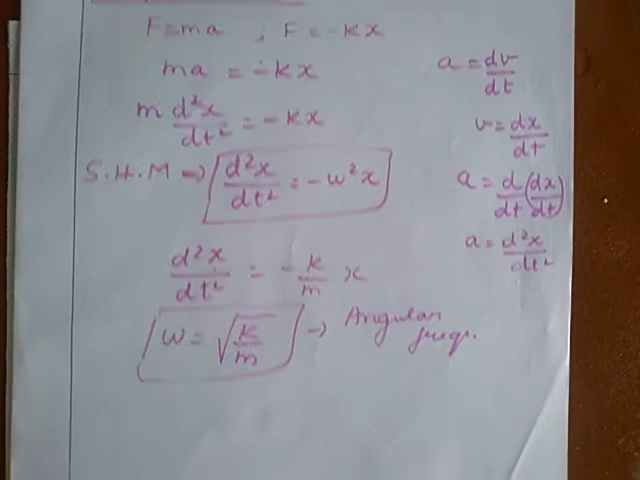 F=ma , F = -kx
ma = -kx
m d²x/dt² = -kx
S.H.M ⇒ d²x/dt² = -w²x
d²x/dt² = -k/m x
w = √k/m → Angular freq.
a = dv/dt
v = dx/dt
a = d/dt (dx/dt)
a = d²x/dt²